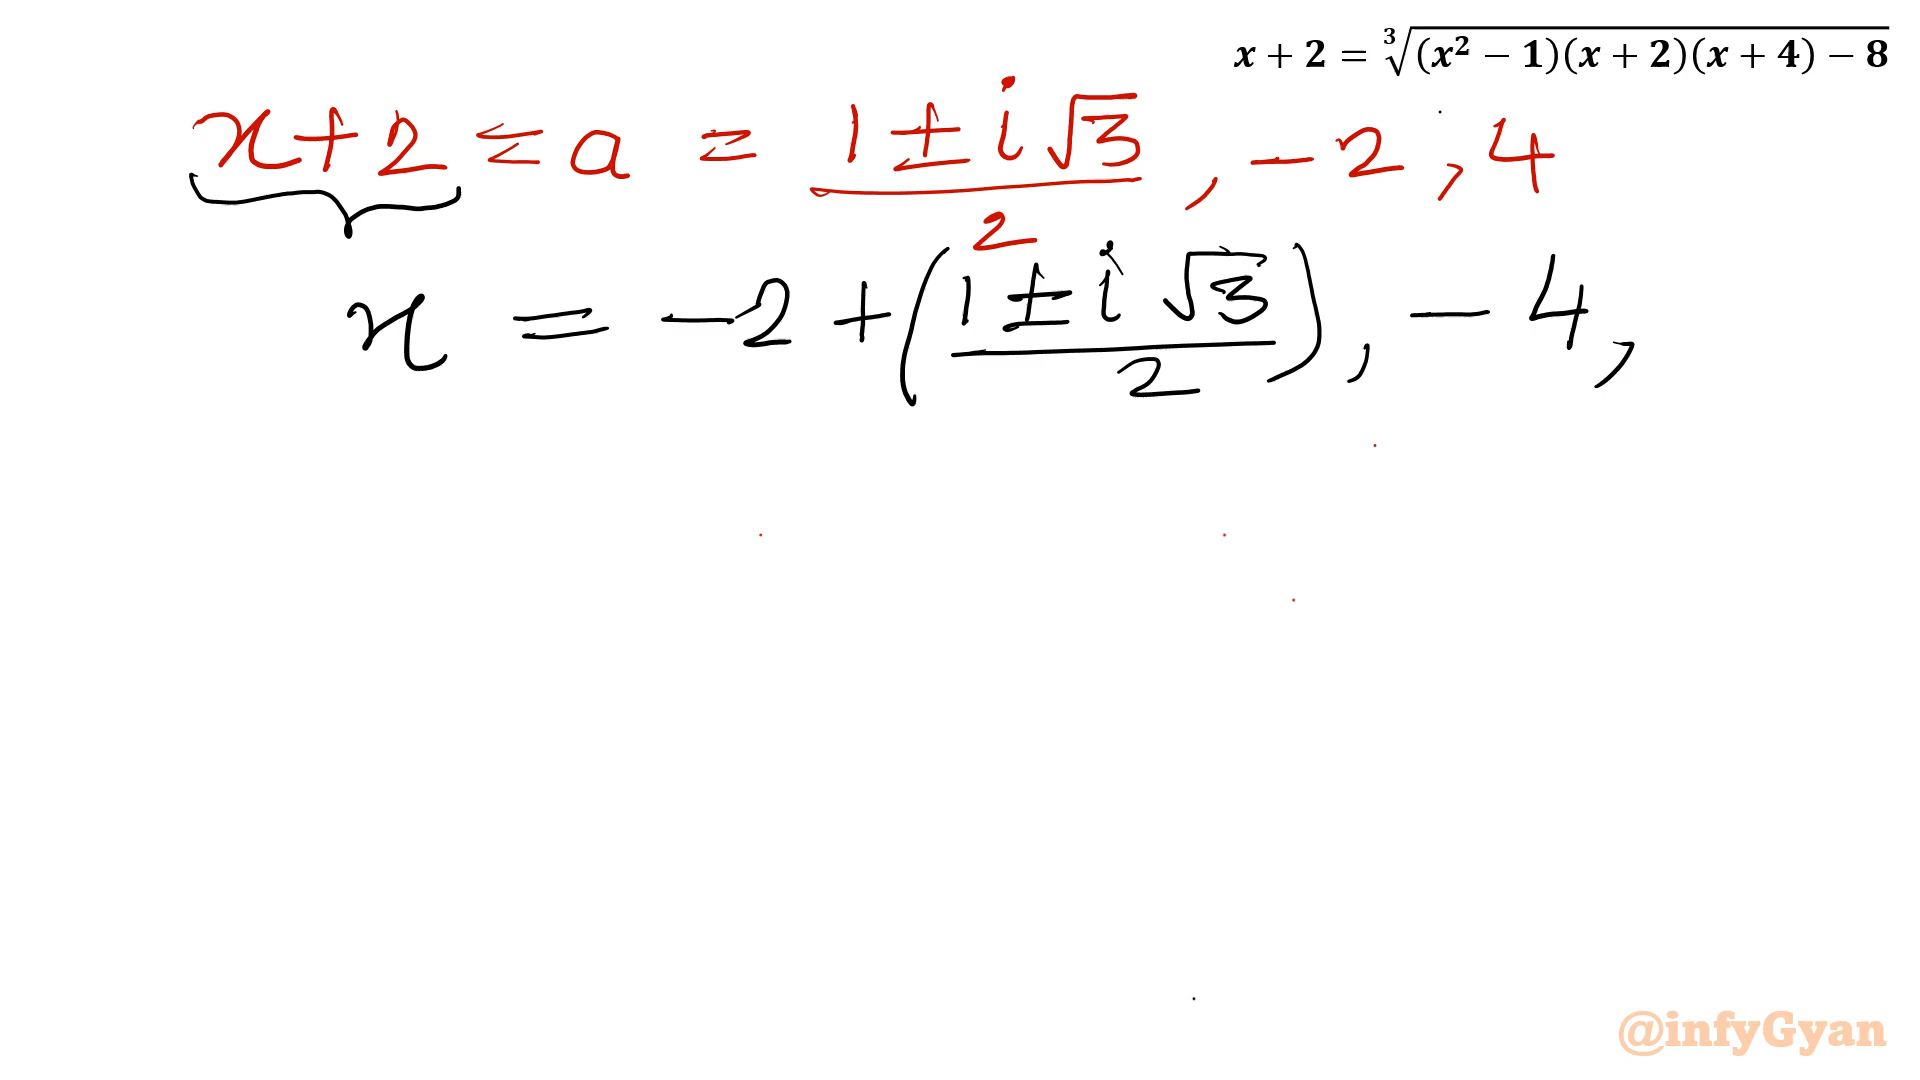 x + 2 = ∛((x² − 1)(x + 2)(x + 4) − 8)
x + 2 = a = (1 ± i√3)/2 , −2 , 4
x = −2 + ((1 ± i√3)/2) , −4 ,
@infyGyan